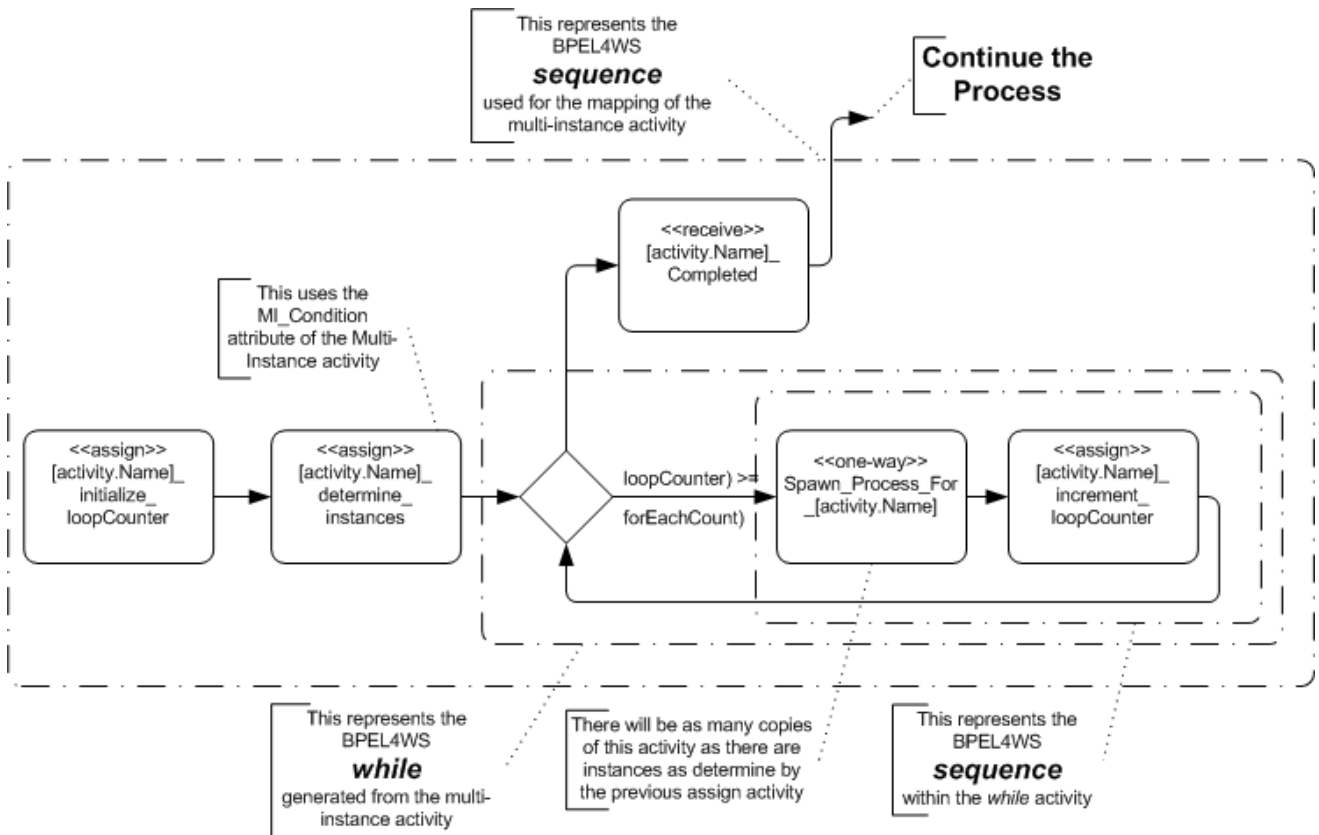 This represents the
BPEL4WS
sequence
used for the mapping of the
multi-instance activity
Continue the
Process
<<receive>>
[activity.Name]_
Completed
This uses the
MI_Condition
attribute of the Multi-
Instance activity
<<assign>>
[activity.Name]_
initialize_
loopCounter
<<assign>>
[activity.Name]_
determine_
instances
loopCounter) >=
forEachCount)
<<one-way>>
Spawn_Process_For
_[activity.Name]
<<assign>>
[activity.Name]_
increment_
loopCounter
This represents the
BPEL4WS
while
generated from the multi-
instance activity
There will be as many copies
of this activity as there are
instances as determine by
the previous assign activity
This represents the
BPEL4WS
sequence
within the while activity